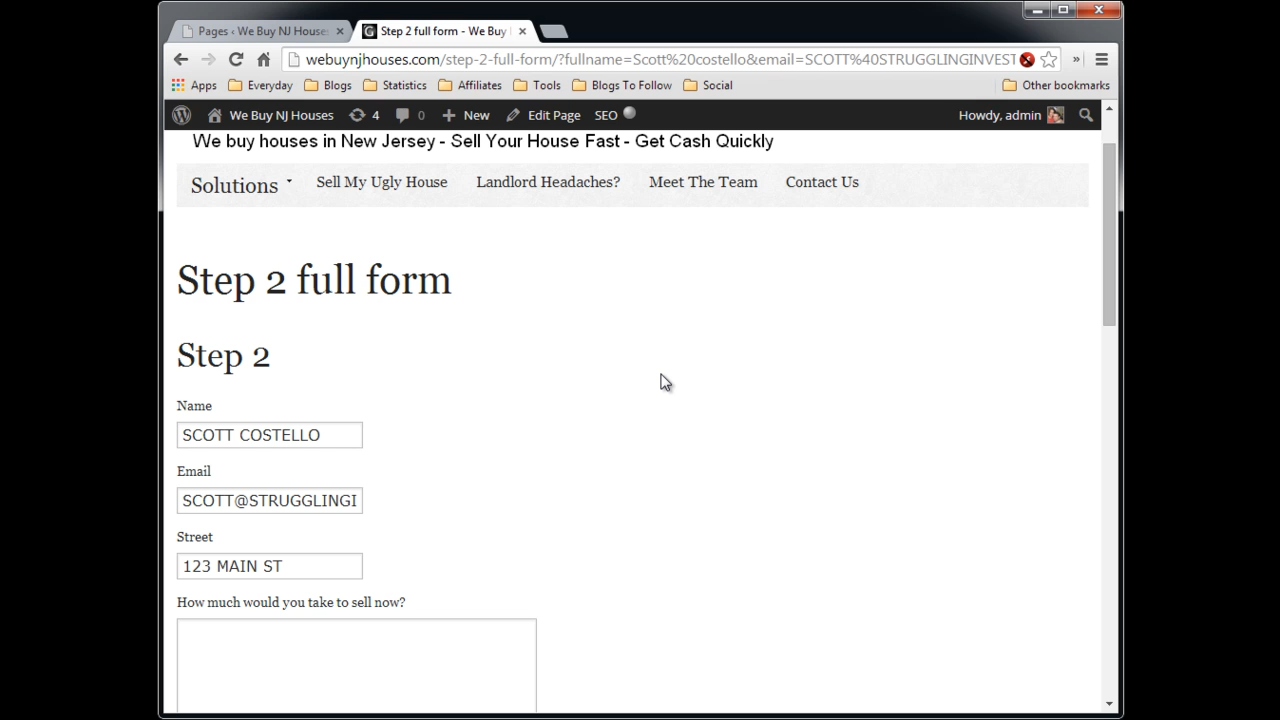 Pages ‹ We Buy NJ Houses
Step 2 full form - We Buy
webuynjhouses.com/step-2-full-form/?fullname=Scott%20costello&email=SCOTT%40STRUGGLINGINVEST
»
Apps Everyday Blogs Statistics Affiliates Tools Blogs To Follow Social Other bookmarks
We Buy NJ Houses 4 0 New Edit Page SEO Howdy, admin
We buy houses in New Jersey - Sell Your House Fast - Get Cash Quickly
Solutions Sell My Ugly House Landlord Headaches? Meet The Team Contact Us
Step 2 full form
Step 2
Name
SCOTT COSTELLO
Email
SCOTT@STRUGGLINGI
Street
123 MAIN ST
How much would you take to sell now?